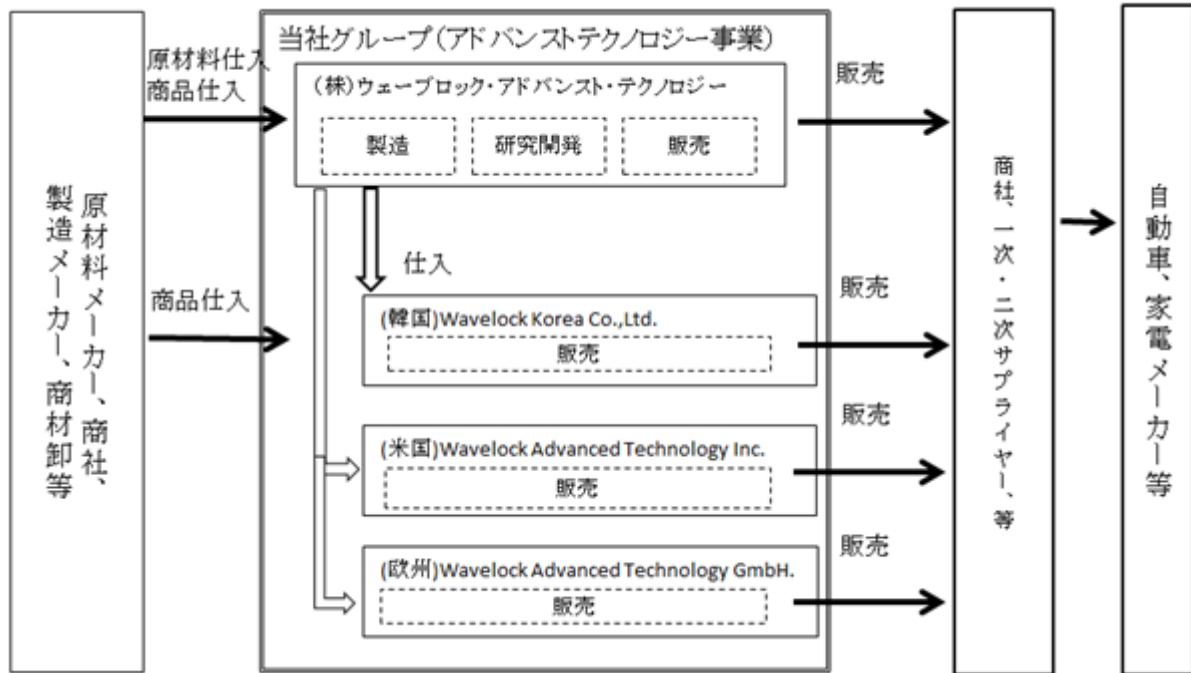 原材料メーカー、商社、
製造メーカー、商材卸等
原材料仕入
商品仕入
商品仕入
当社グループ(アドバンストテクノロジー事業)
(株)ウェーブロック・アドバンスト・テクノロジー
製造
研究開発
販売
仕入
(韓国)Wavelock Korea Co.,Ltd.
販売
(米国)Wavelock Advanced Technology Inc.
販売
(欧州)Wavelock Advanced Technology GmbH.
販売
販売
販売
販売
販売
商社、一次・二次サプライヤー、等
自動車、家電メーカー等